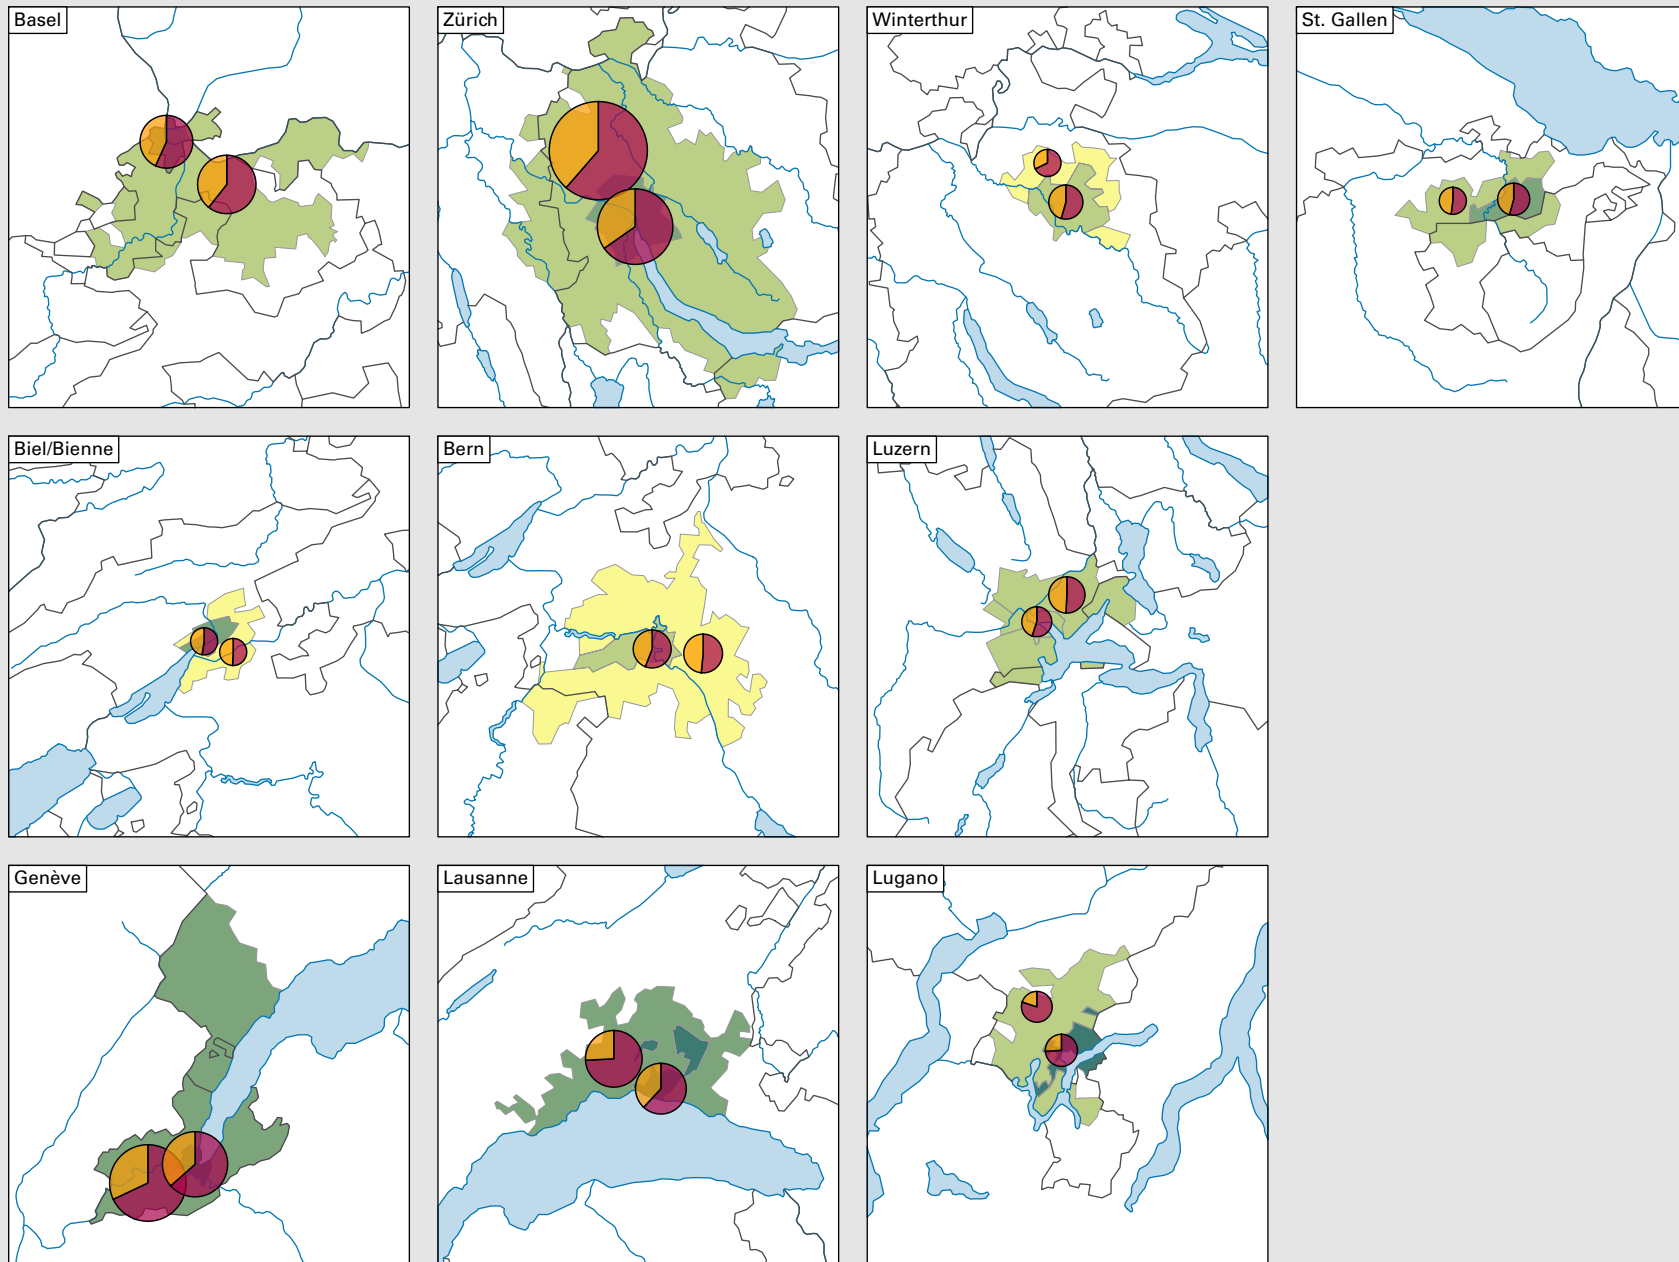 Basel
Zürich
Winterthur
St. Gallen
Biel/Bienne
Bern
Luzern
Genève
Lausanne
Lugano